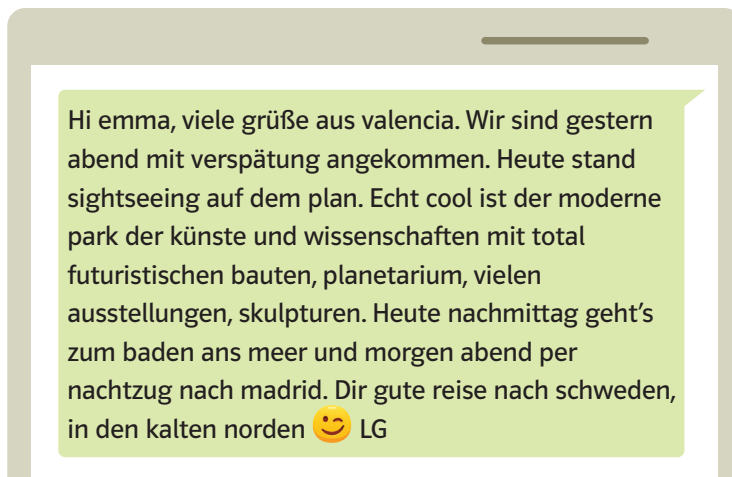 Hi emma, viele grüße aus valencia. Wir sind gestern
abend mit verspätung angekommen. Heute stand
sightseeing auf dem plan. Echt cool ist der moderne
park der künste und wissenschaften mit total
futuristischen bauten, planetarium, vielen
ausstellungen, skulpturen. Heute nachmittag geht’s
zum baden ans meer und morgen abend per
nachtzug nach madrid. Dir gute reise nach schweden,
in den kalten norden 😉 LG